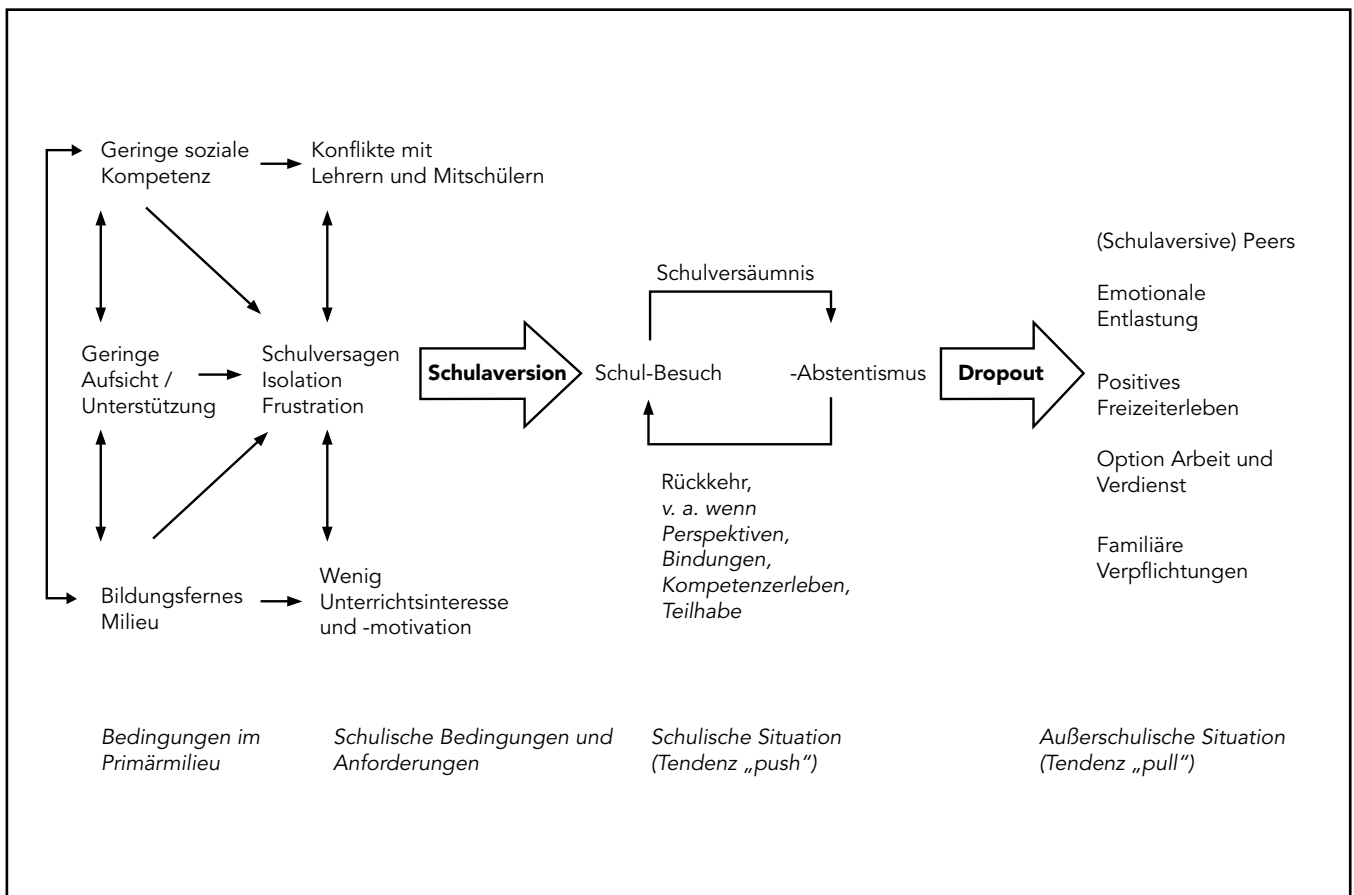 Geringe soziale
Kompetenz
Konflikte mit
Lehrern und Mitschülern
Geringe
Aufsicht /
Unterstützung
Schulversagen
Isolation
Frustration
Bildungsfernes
Milieu
Wenig
Unterrichtsinteresse
und -motivation
Schulaversion
Schulversäumnis
Schul-Besuch
-Abstentismus
Rückkehr,
v. a. wenn
Perspektiven,
Bindungen,
Kompetenzerleben,
Teilhabe
Dropout
(Schulaversive) Peers
Emotionale
Entlastung
Positives
Freizeiterleben
Option Arbeit und
Verdienst
Familiäre
Verpflichtungen
Bedingungen im
Primärmilieu
Schulische Bedingungen und
Anforderungen
Schulische Situation
(Tendenz „push“)
Außerschulische Situation
(Tendenz „pull“)